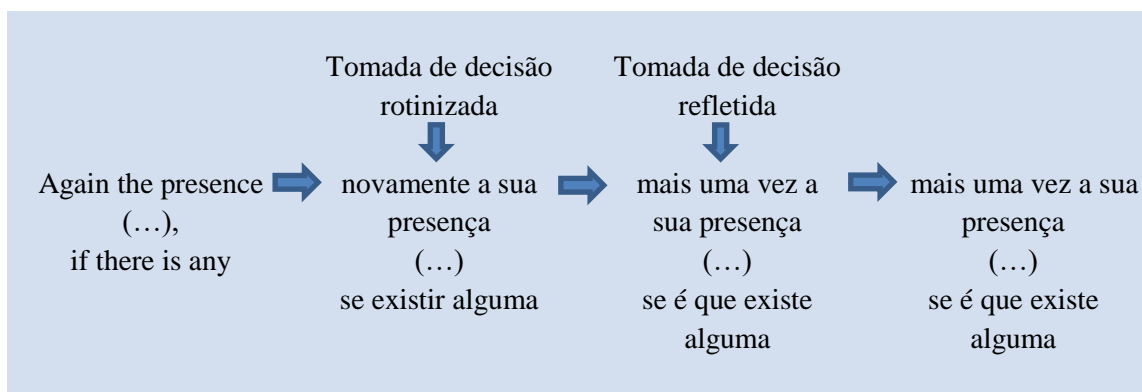 Tomada de decisão
rotinizada
Tomada de decisão
refletida
Again the presence
(…),
if there is any
novamente a sua
presença
(…)
se existir alguma
mais uma vez a
sua presença
(…)
se é que existe
alguma
mais uma vez a sua
presença
(…)
se é que existe
alguma